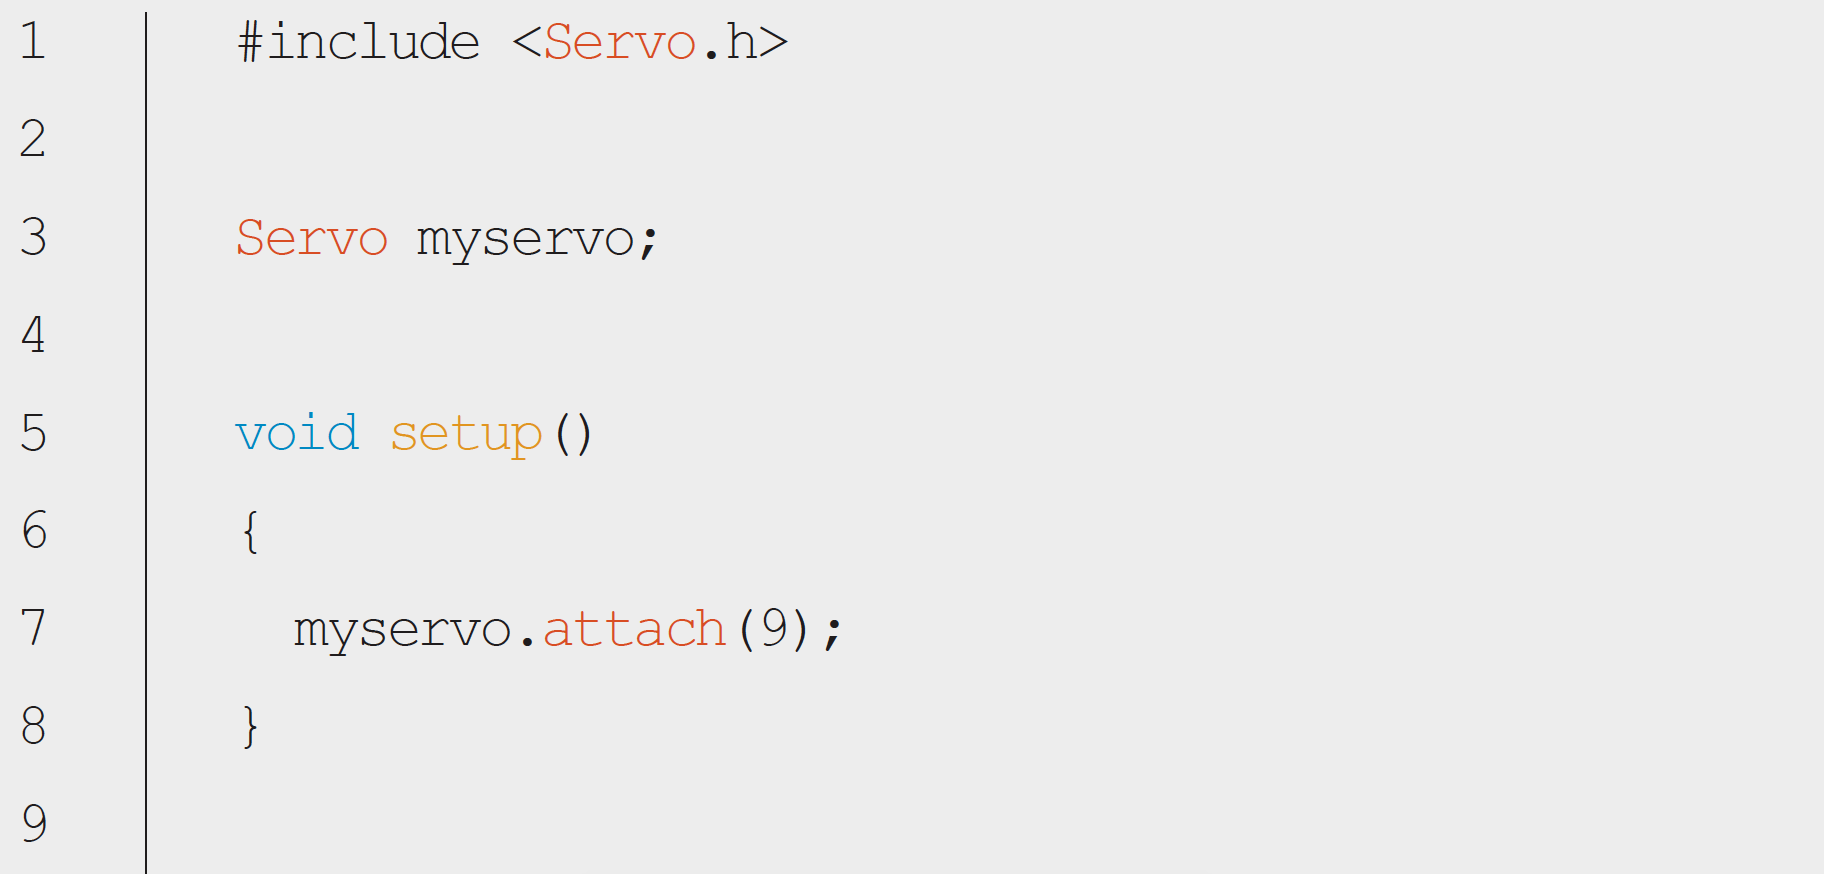 1 #include <Servo.h>
2
3 Servo myservo;
4
5 void setup()
6 {
7 myservo.attach(9);
8 }
9